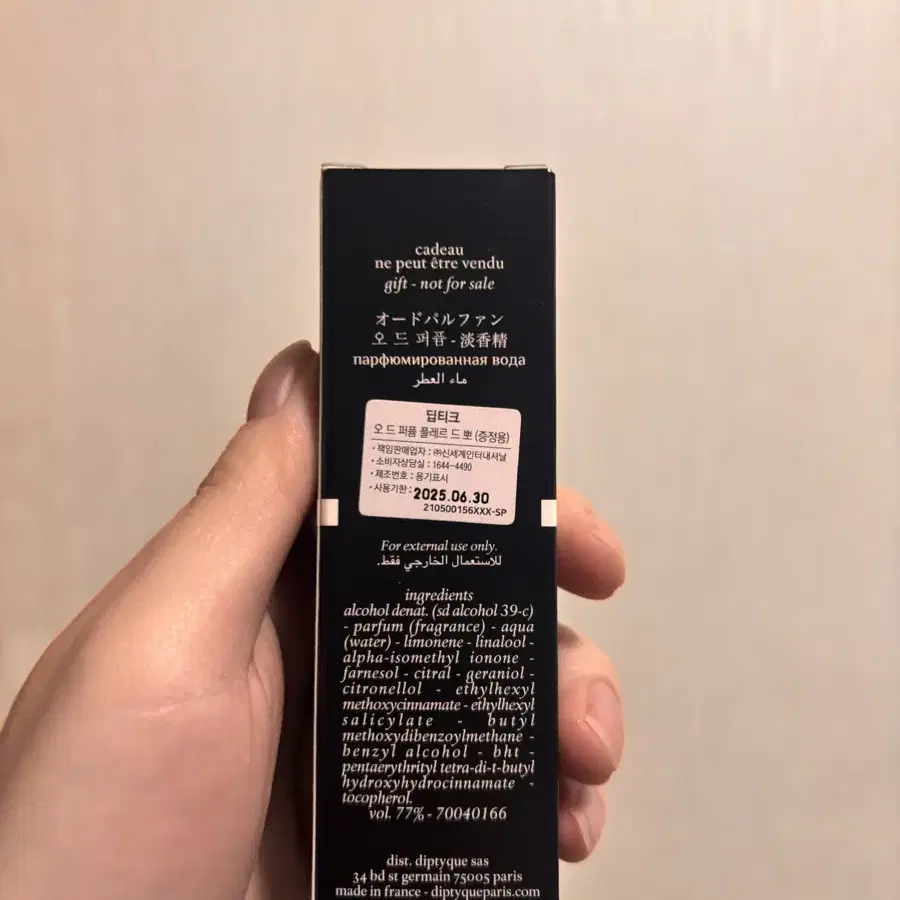 cadeau
ne peut être vendu
gift - not for sale
オードパルファン
오 드 퍼퓸 - 淡香精
парфюмированная вода
ماء العطر
딥티크
오 드 퍼퓸 플레르 드 뽀 (증정용)
· 책임판매업자 : ㈜신세계인터내셔날
· 소비자상담실 : 1644-4490
· 제조번호 : 용기표시
· 사용기한 : 2025.06.30
210500156XXX-SP
For external use only.
للاستعمال الخارجي فقط.
ingredients
alcohol denat. (sd alcohol 39-c)
- parfum (fragrance) - aqua
(water) - limonene - linalool -
alpha-isomethyl ionone -
farnesol - citral - geraniol -
citronellol - ethylhexyl
methoxycinnamate - ethylhexyl
salicylate - butyl
methoxydibenzoylmethane -
benzyl alcohol - bht -
pentaerythrityl tetra-di-t-butyl
hydroxyhydrocinnamate -
tocopherol.
vol. 77% - 70040166
dist. diptyque sas
34 bd st germain 75005 paris
made in france - diptyqueparis.com